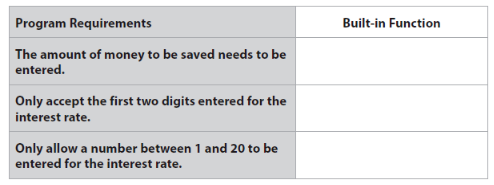 Program Requirements
Built-in Function
The amount of money to be saved needs to be
entered.
Only accept the first two digits entered for the
interest rate.
Only allow a number between 1 and 20 to be
entered for the interest rate.